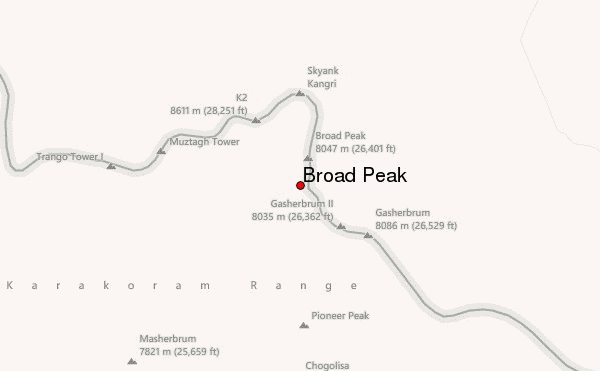 Skyank
Kangri
K2
8611 m (28,251 ft)
Broad Peak
8047 m (26,401 ft)
Muztagh Tower
Trango Tower I
Broad Peak
Gasherbrum II
8035 m (26,362 ft)
Gasherbrum
8086 m (26,529 ft)
Karakoram Range
Pioneer Peak
Masherbrum
7821 m (25,659 ft)
Chogolisa